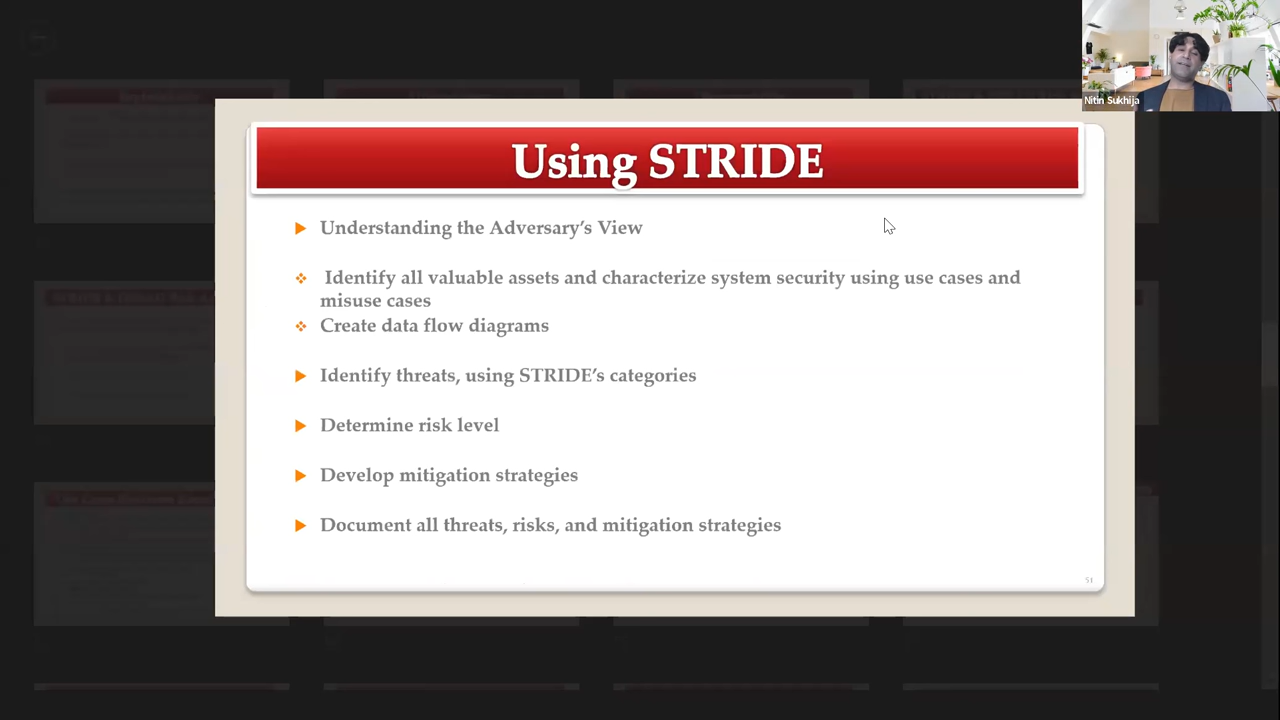 Nitin Sukhija
Using STRIDE
Understanding the Adversary's View
Identify all valuable assets and characterize system security using use cases and
misuse cases
Create data flow diagrams
Identify threats, using STRIDE's categories
Determine risk level
Develop mitigation strategies
Document all threats, risks, and mitigation strategies
51